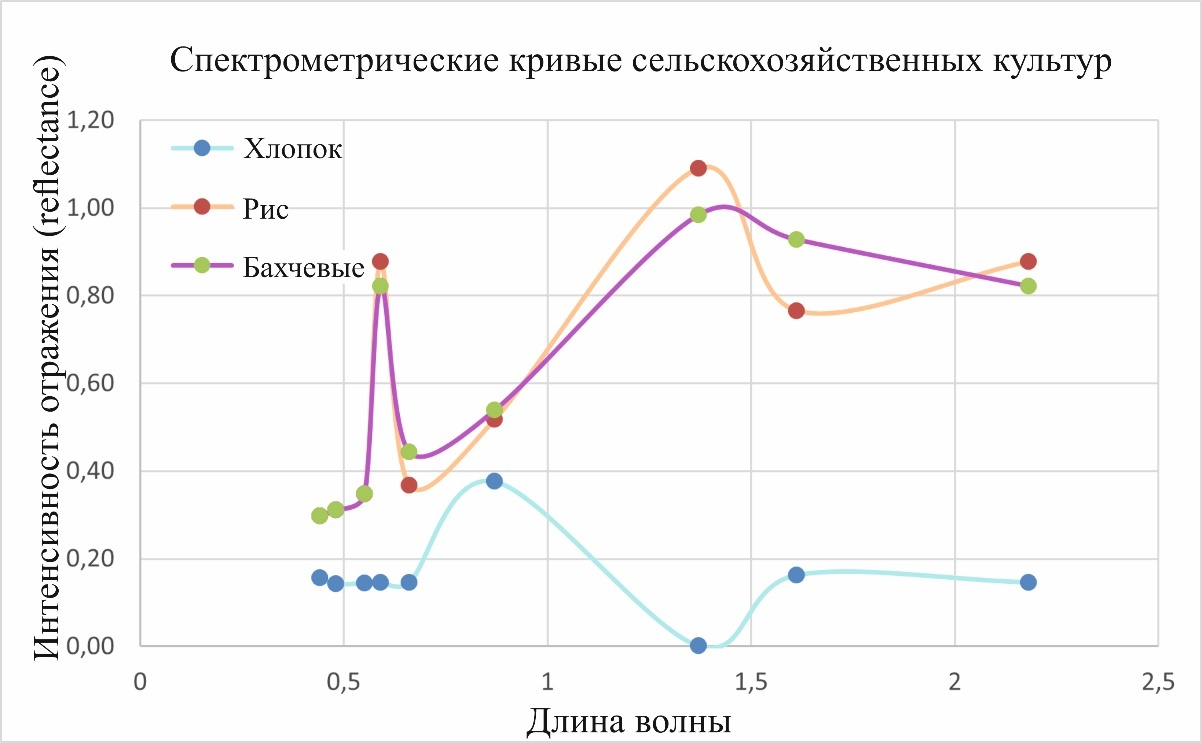 Спектрометрические кривые сельскохозяйственных культур
Интенсивность отражения (reflectance)
1,20
1,00
0,80
0,60
0,40
0,20
0,00
Хлопок
Рис
Бахчевые
0 0,5 1 1,5 2 2,5
Длина волны